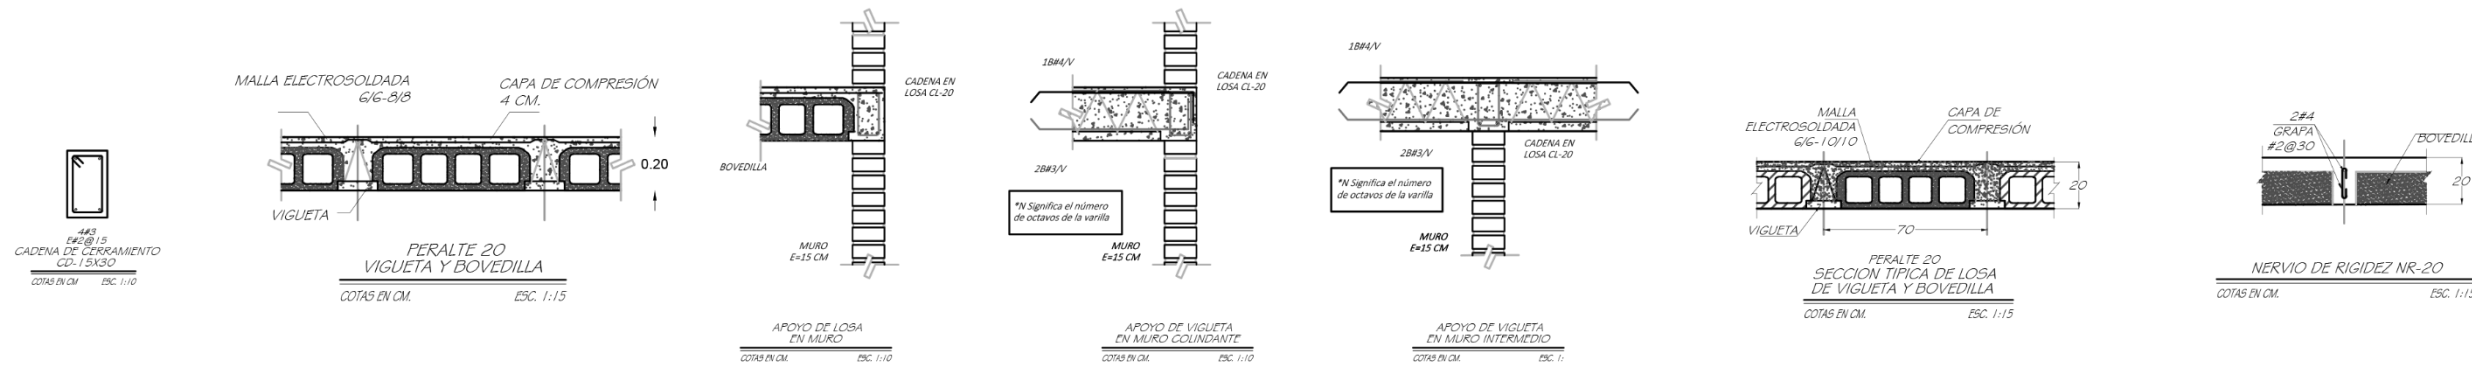 4#3
E#2@15
CADENA DE CERRAMIENTO
CD-15X30
COTAS EN CM ESC. 1:10
MALLA ELECTROSOLDADA
6/6-8/8
CAPA DE COMPRESIÓN
4 CM.
0.20
VIGUETA
PERALTE 20
VIGUETA Y BOVEDILLA
COTAS EN CM. ESC. 1:15
CADENA EN
LOSA CL-20
BOVEDILLA
MURO
E=15 CM
APOYO DE LOSA
EN MURO
COTAS EN CM. ESC. 1:10
1B#4/V
CADENA EN
LOSA CL-20
2B#3/V
*N Significa el número
de octavos de la varilla
MURO
E=15 CM
APOYO DE VIGUETA
EN MURO COLINDANTE
COTAS EN CM. ESC. 1:10
1B#4/V
2B#3/V
CADENA EN
LOSA CL-20
*N Significa el número
de octavos de la varilla
MURO
E=15 CM
APOYO DE VIGUETA
EN MURO INTERMEDIO
COTAS EN CM. ESC. 1:
MALLA
ELECTROSOLDADA
6/6-10/10
CAPA DE
COMPRESIÓN
20
VIGUETA
70
PERALTE 20
SECCION TIPICA DE LOSA
DE VIGUETA Y BOVEDILLA
COTAS EN CM. ESC. 1:15
2#4
GRAPA
#2@30
BOVEDILL
20
NERVIO DE RIGIDEZ NR-20
COTAS EN CM. ESC. 1:15